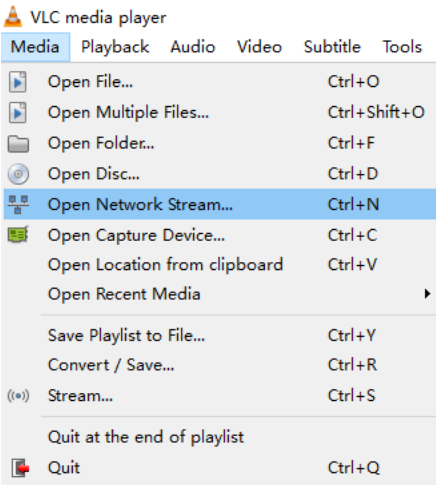 VLC media player
Media Playback Audio Video Subtitle Tools
Open File... Ctrl+O
Open Multiple Files... Ctrl+Shift+O
Open Folder... Ctrl+F
Open Disc... Ctrl+D
Open Network Stream... Ctrl+N
Open Capture Device... Ctrl+C
Open Location from clipboard Ctrl+V
Open Recent Media
Save Playlist to File... Ctrl+Y
Convert / Save... Ctrl+R
Stream... Ctrl+S
Quit at the end of playlist
Quit Ctrl+Q